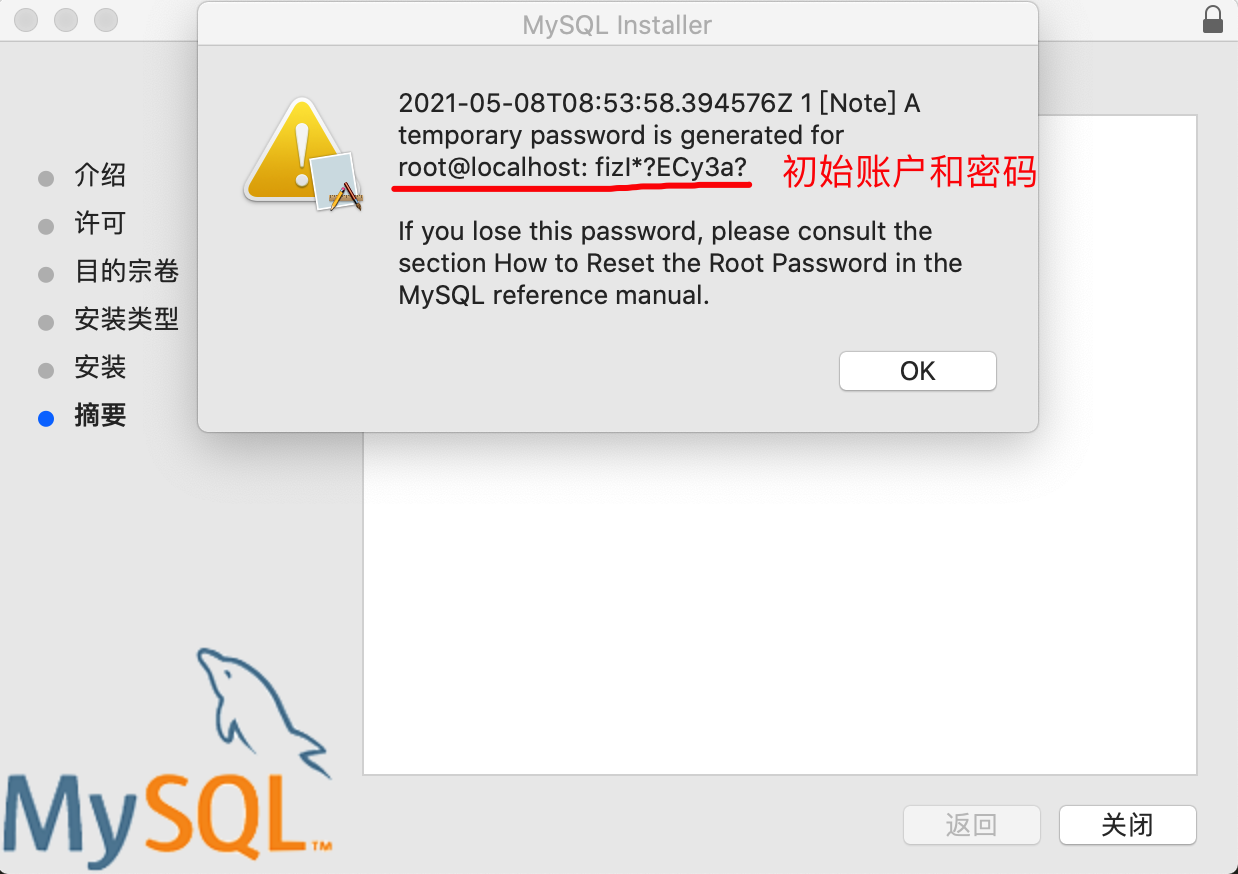 MySQL Installer
2021-05-08T08:53:58.394576Z 1 [Note] A
temporary password is generated for
root@localhost: fizI*?ECy3a?
初始账户和密码
If you lose this password, please consult the
section How to Reset the Root Password in the
MySQL reference manual.
OK
介绍
许可
目的宗卷
安装类型
安装
摘要
MySQL™
返回
关闭